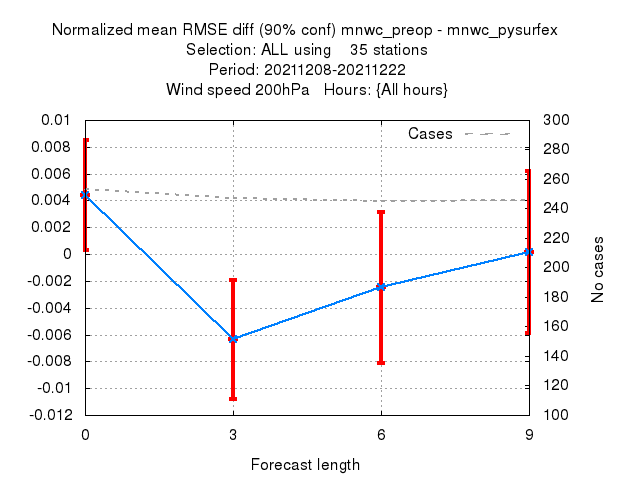 Normalized mean RMSE diff (90% conf) mnwc_preop - mnwc_pysurfex
Selection: ALL using 35 stations
Period: 20211208-20211222
Wind speed 200hPa Hours: {All hours}
Cases
0.01
0.008
0.006
0.004
0.002
0
-0.002
-0.004
-0.006
-0.008
-0.01
-0.012
300
280
260
240
220
200
180
160
140
120
100
No cases
0 3 6 9
Forecast length